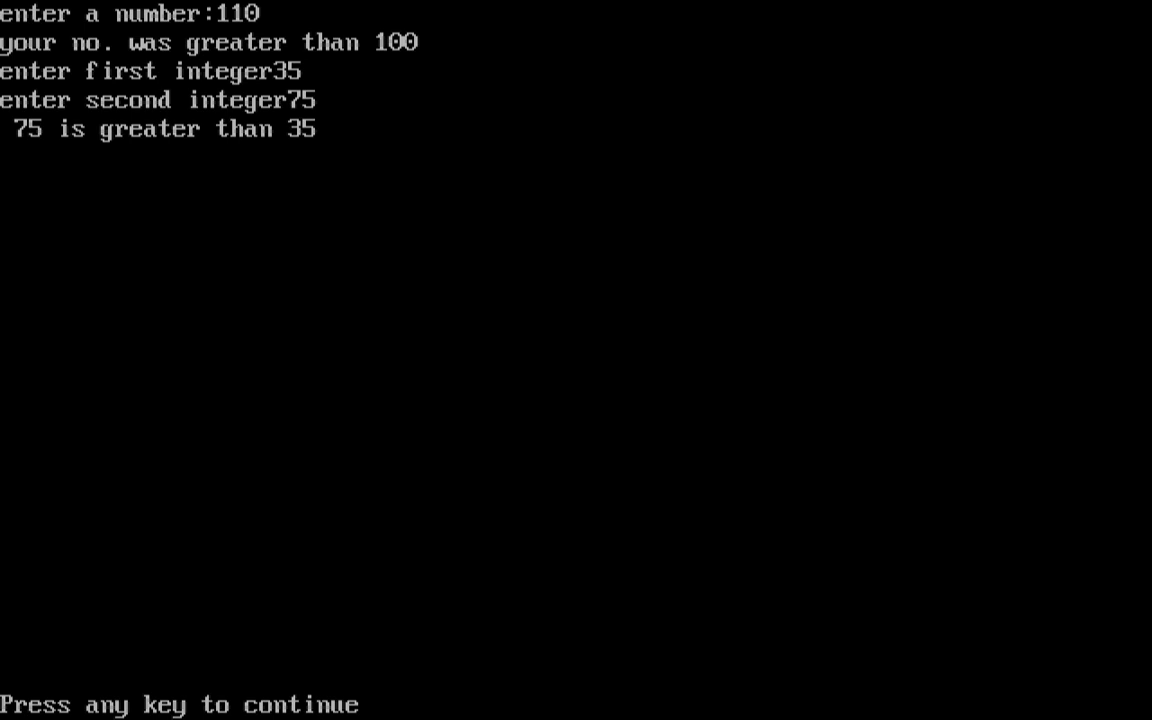 enter a number:110
your no. was greater than 100
enter first integer35
enter second integer75
 75 is greater than 35
Press any key to continue